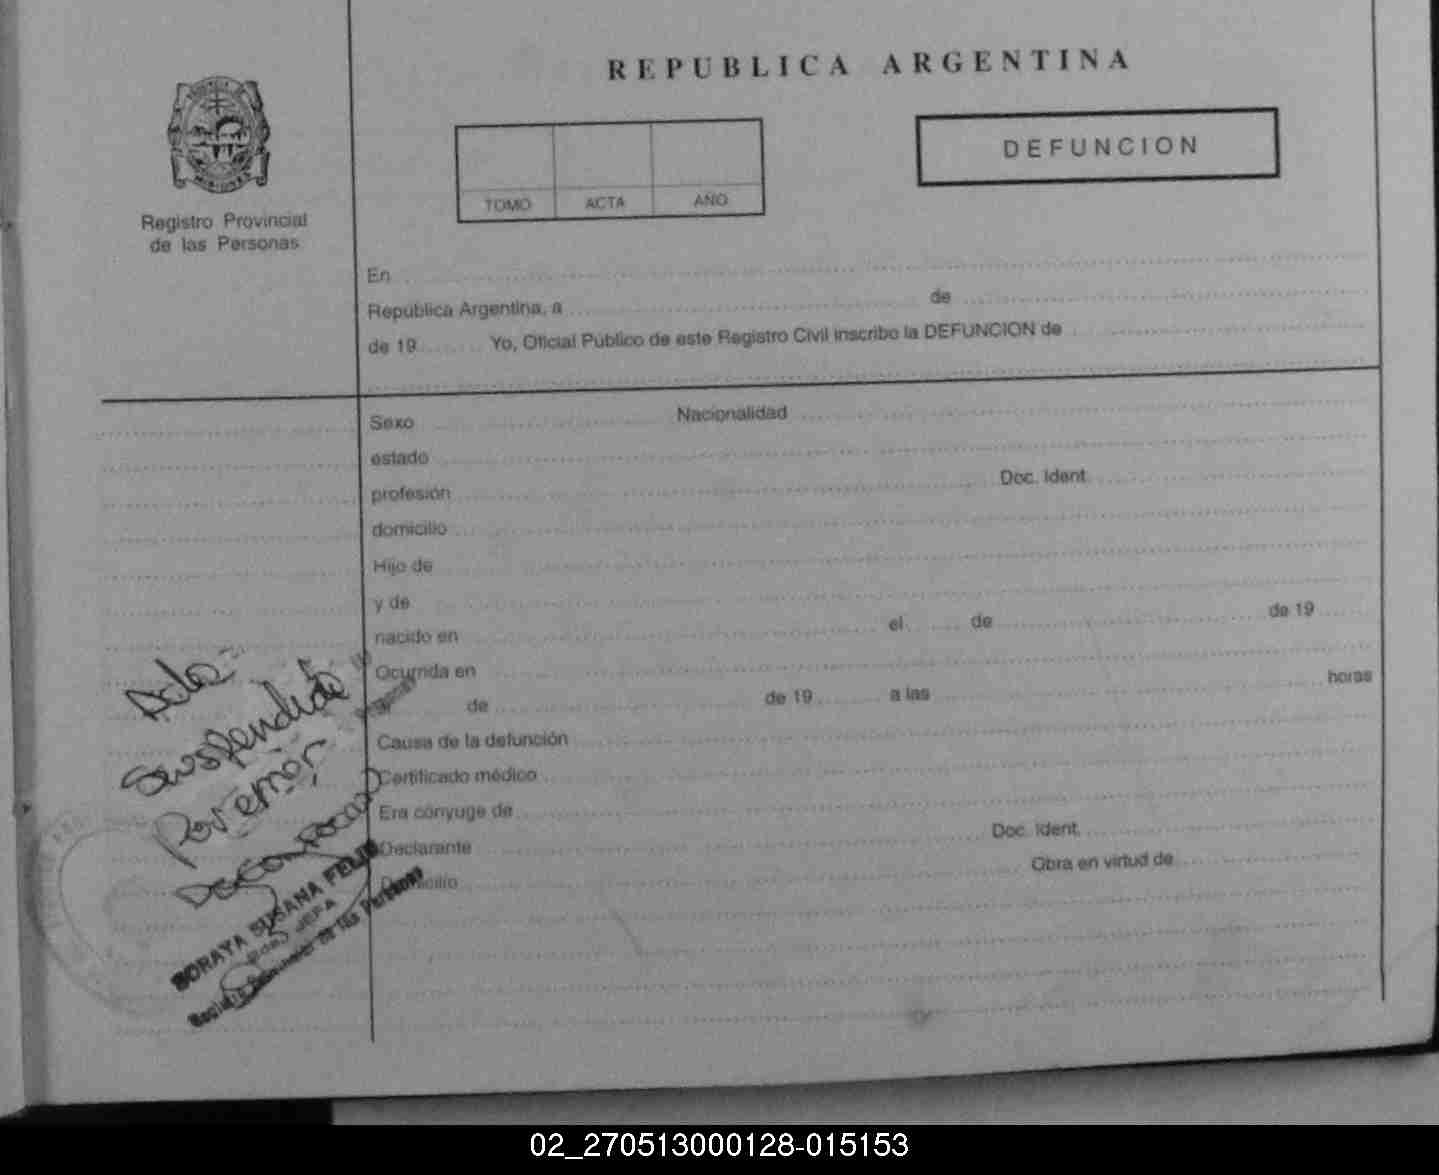 REPUBLICA ARGENTINA
DEFUNCION
TOMO ACTA AÑO
MISIONES
Registro Provincial
de las Personas
En
República Argentina, a de
de 19 Yo, Oficial Público de este Registro Civil inscribo la DEFUNCION de
Sexo Nacionalidad
estado
profesión Doc. Ident.
domicilio
Hijo de
y de
nacido en el de de 19
Ocurrida en
de de 19 a las horas
Causa de la defunción
Certificado médico
Era cónyuge de
Declarante Doc. Ident.
Domicilio Obra en virtud de
Acta
Suspendida
Por error
SORAYA SUSANA
JEFA
de las Personas
02_270513000128-015153